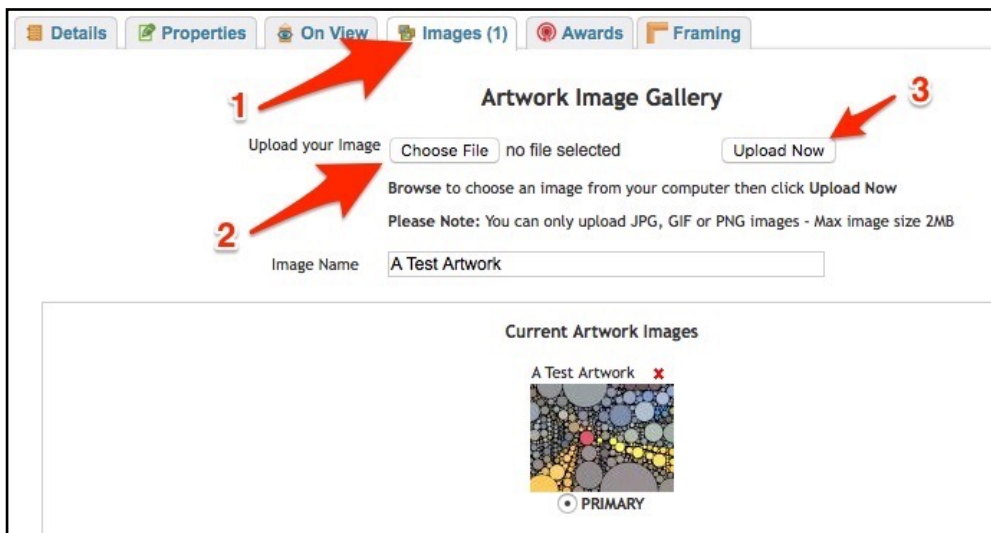 Details Properties On View Images (1) Awards Framing
1
Artwork Image Gallery
3
Upload your Image Choose File no file selected Upload Now
Browse to choose an image from your computer then click Upload Now
2
Please Note: You can only upload JPG, GIF or PNG images - Max image size 2MB
Image Name A Test Artwork
Current Artwork Images
A Test Artwork x
PRIMARY